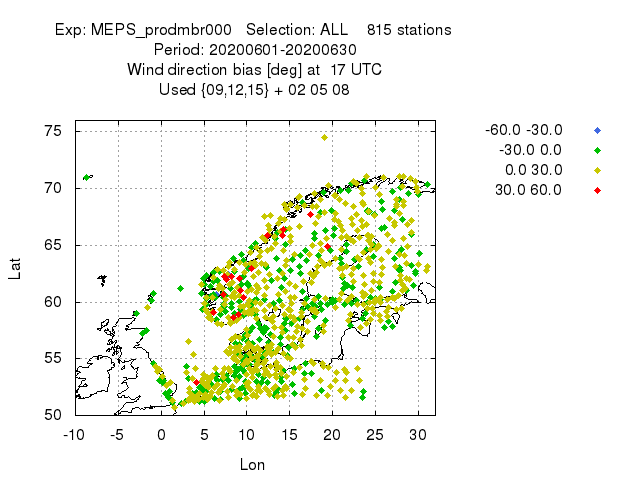 Exp: MEPS_prodmbr000 Selection: ALL 815 stations
Period: 20200601-20200630
Wind direction bias [deg] at 17 UTC
Used {09,12,15} + 02 05 08
-60.0 -30.0
-30.0 0.0
0.0 30.0
30.0 60.0
75
70
65
60
55
50
Lat
-10 -5 0 5 10 15 20 25 30
Lon